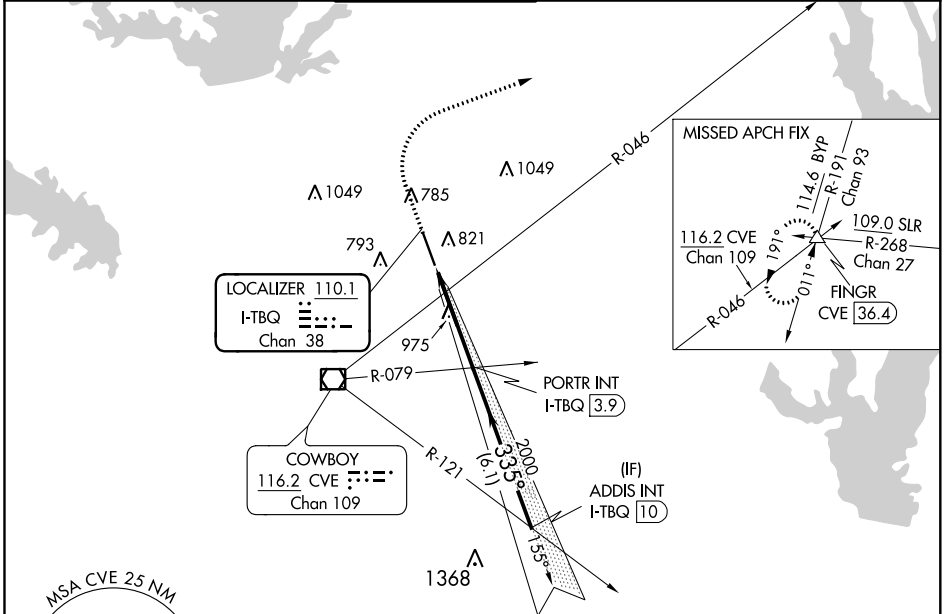 R-046
MISSED APCH FIX
114.6 BYP
R-191
Chan 93
109.0 SLR
R-268
Chan 27
116.2 CVE
Chan 109
191°
011°
R-046
FINGR
CVE 36.4
1049
785
1049
793
821
LOCALIZER 110.1
I-TBQ
Chan 38
975
R-079
PORTR INT
I-TBQ 3.9
COWBOY
116.2 CVE
Chan 109
R-121
335°
2000
(6.1)
(IF)
ADDIS INT
I-TBQ 10
155°
1368
MSA CVE 25 NM